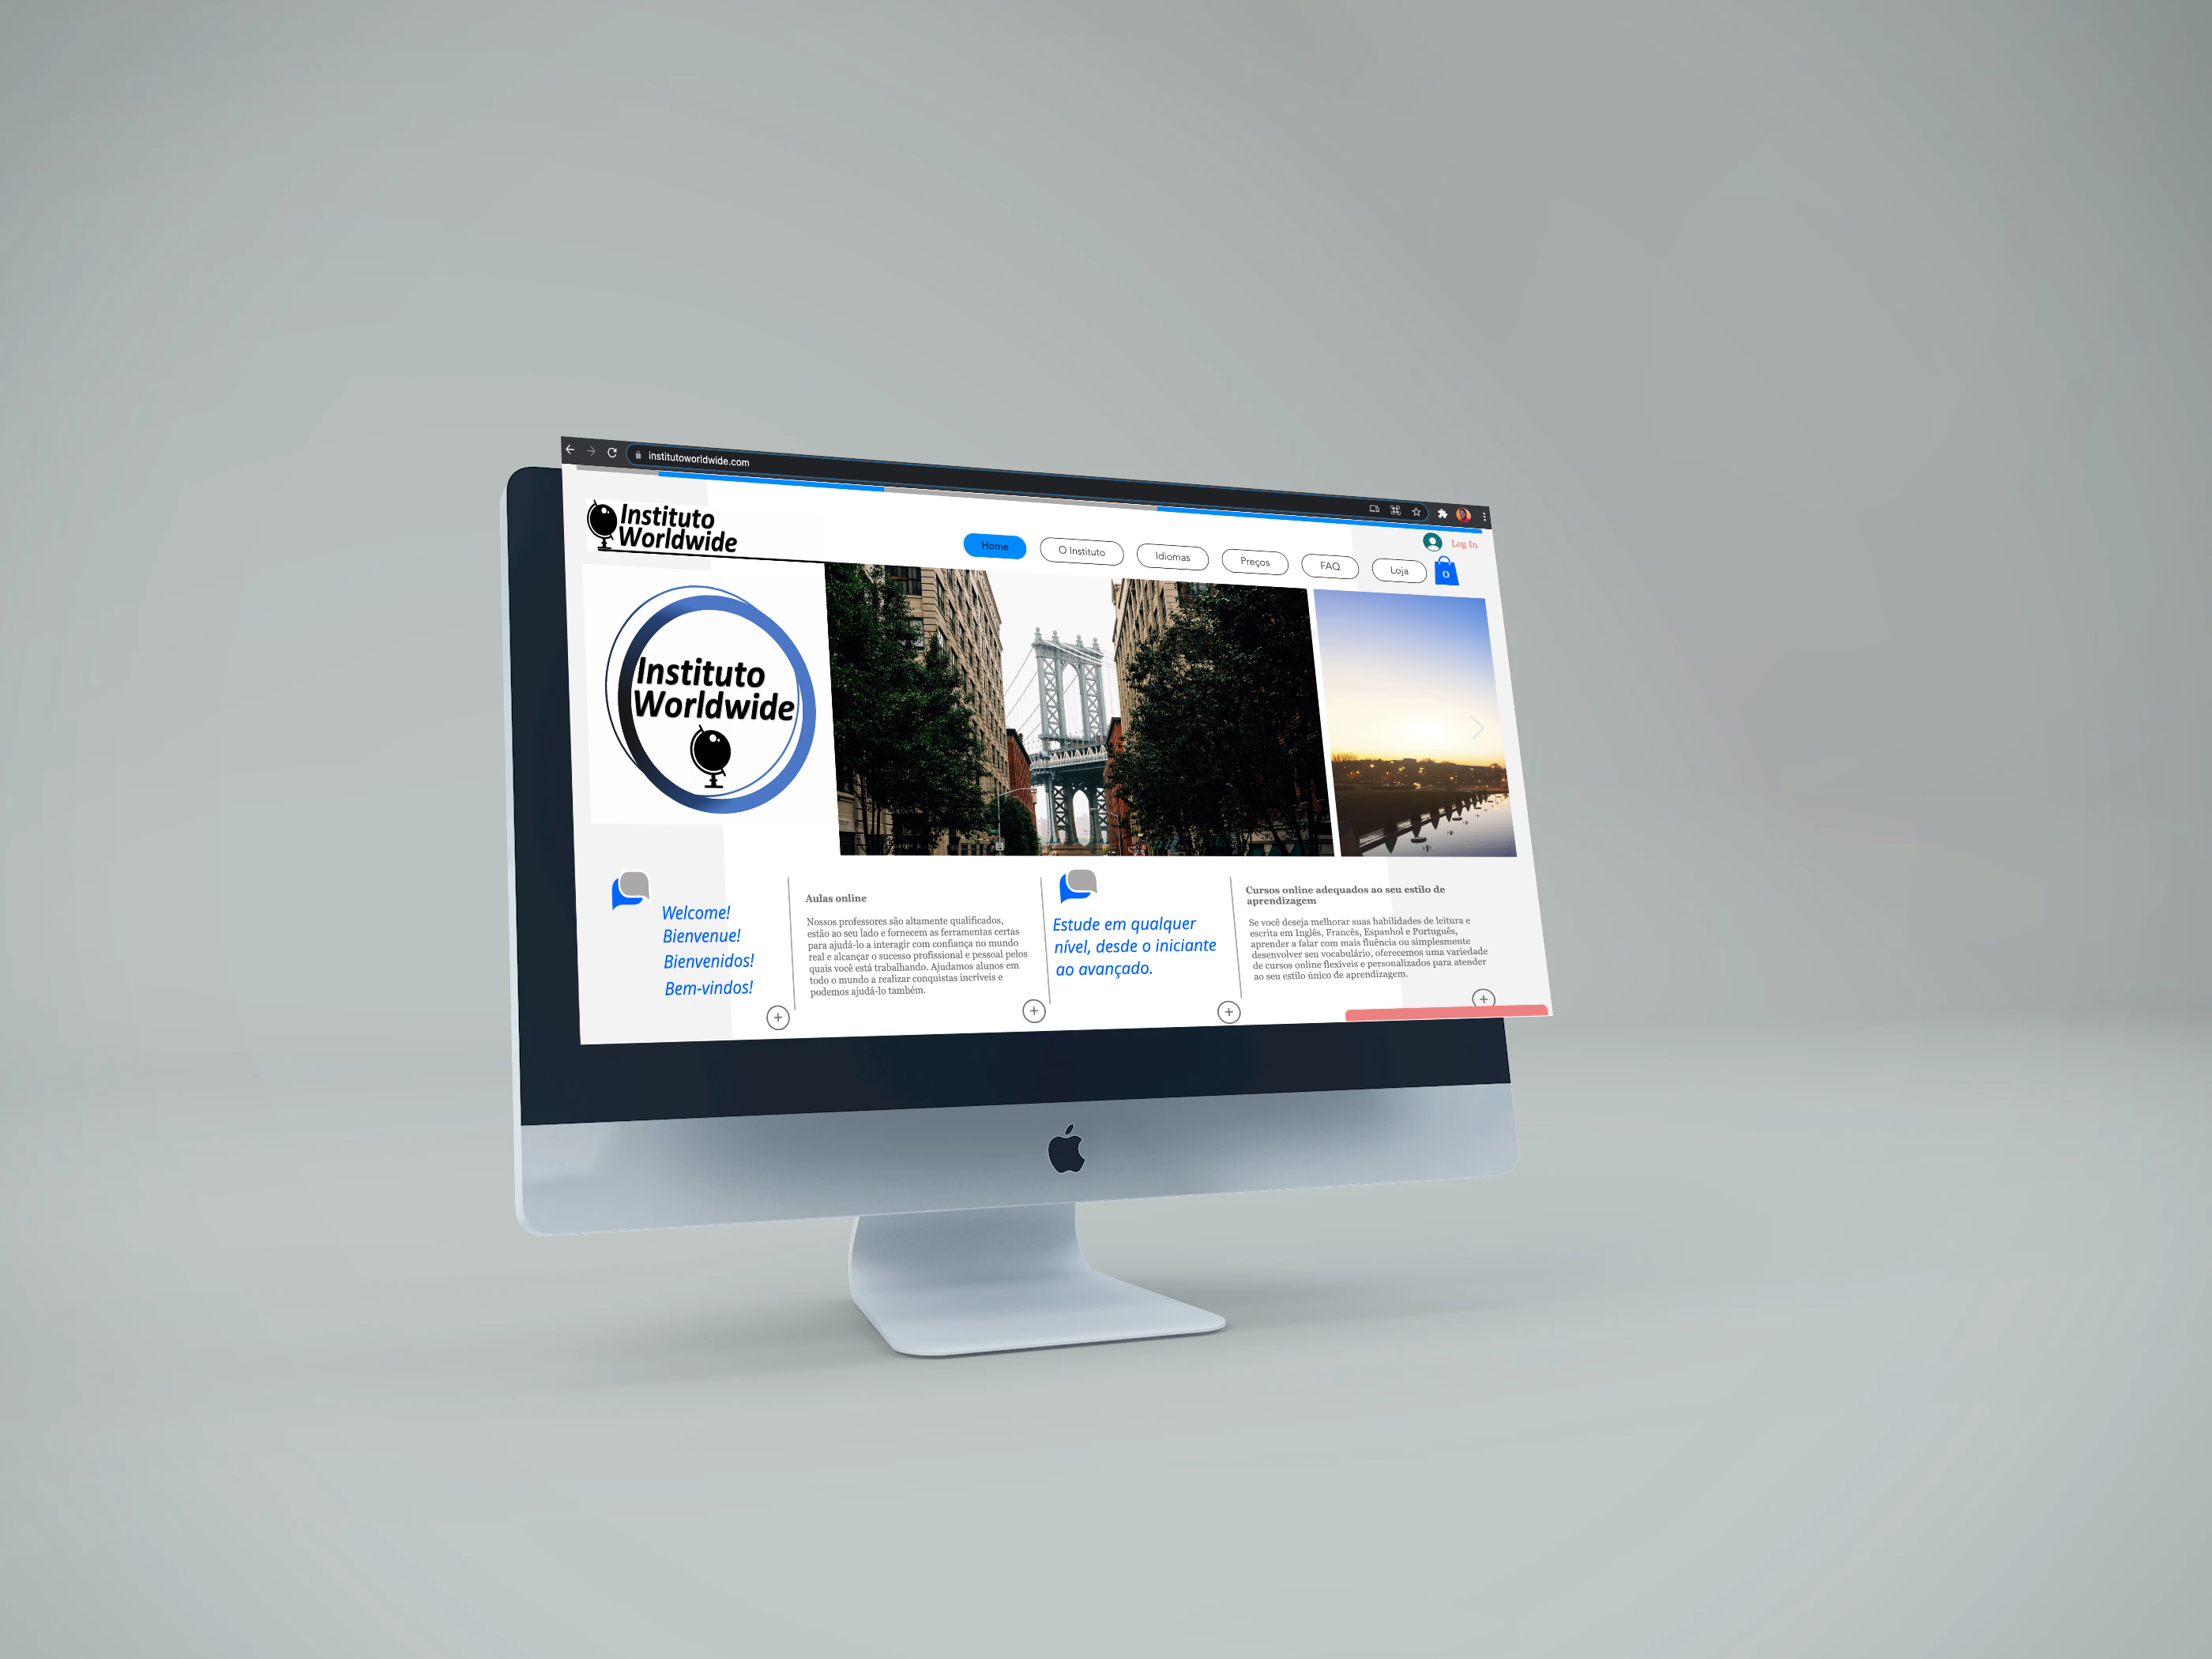 institutoworldwide.com
Instituto
Worldwide
Log In
Home
O Instituto
Idiomas
Preços
FAQ
Loja
0
Instituto
Worldwide
Welcome!
Bienvenue!
Bienvenidos!
Bem-vindos!
Aulas online
Nossos professores são altamente qualificados,
estão ao seu lado e fornecem as ferramentas certas
para ajudá-lo a interagir com confiança no mundo
real e alcançar o sucesso profissional e pessoal pelos
quais você está trabalhando. Ajudamos alunos em
todo o mundo a realizar conquistas incríveis e
podemos ajudá-lo também.
Estude em qualquer
nível, desde o iniciante
ao avançado.
Cursos online adequados ao seu estilo de
aprendizagem
Se você deseja melhorar suas habilidades de leitura e
escrita em Inglês, Francês, Espanhol e Português,
aprender a falar com mais fluência ou simplesmente
desenvolver seu vocabulário, oferecemos uma variedade
de cursos online flexíveis e personalizados para atender
ao seu estilo único de aprendizagem.